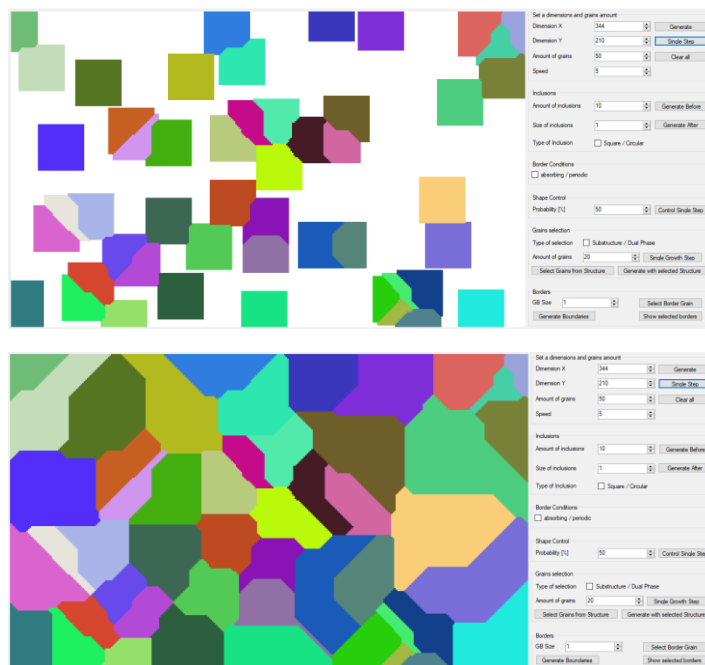 Set a dimensions and grains amount
Dimension X 344 Generate
Dimension Y 210 Single Step
Amount of grains 50 Clear all
Speed 5
Inclusions
Amount of inclusions 10 Generate Before
Size of inclusions 1 Generate After
Type of Inclusion Square / Circular
Border Conditions
absorbing / periodic
Shape Control
Probability [%] 50 Control Single Step
Grains selection
Type of selection Substructure / Dual Phase
Amount of grains 20 Single Growth Step
Select Grains from Structure Generate with selected Structure
Borders
GB Size 1 Select Border Grain
Generate Boundaries Show selected borders
Set a dimensions and grains amount
Dimension X 344 Generate
Dimension Y 210 Single Step
Amount of grains 50 Clear all
Speed 5
Inclusions
Amount of inclusions 10 Generate Before
Size of inclusions 1 Generate After
Type of Inclusion Square / Circular
Border Conditions
absorbing / periodic
Shape Control
Probability [%] 50 Control Single Step
Grains selection
Type of selection Substructure / Dual Phase
Amount of grains 20 Single Growth Step
Select Grains from Structure Generate with selected Structure
Borders
GB Size 1 Select Border Grain
Generate Boundaries Show selected borders